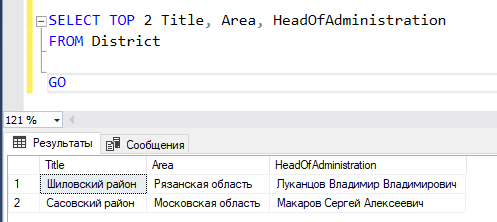 SELECT TOP 2 Title, Area, HeadOfAdministration
FROM District
GO
121 %
Результаты Сообщения
Title Area HeadOfAdministration
1 Шиловский район Рязанская область Луканцов Владимир Владимирович
2 Сасовский район Московская область Макаров Сергей Алексеевич